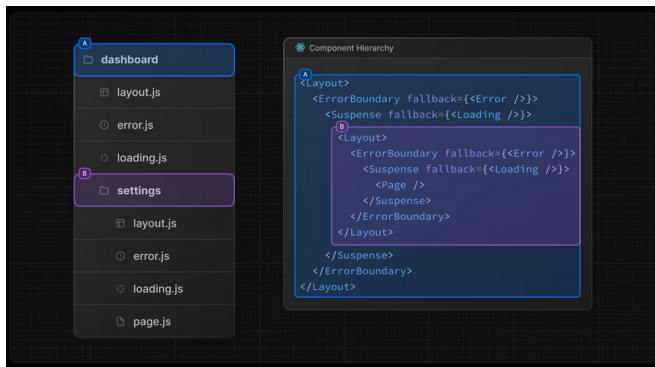 A
dashboard
layout.js
error.js
loading.js
B
settings
layout.js
error.js
loading.js
page.js
Component Hierarchy
A
<Layout>
<ErrorBoundary fallback={<Error />}>
<Suspense fallback={<Loading />}>
B
<Layout>
<ErrorBoundary fallback={<Error />}>
<Suspense fallback={<Loading />}>
<Page />
</Suspense>
</ErrorBoundary>
</Layout>
</Suspense>
</ErrorBoundary>
</Layout>